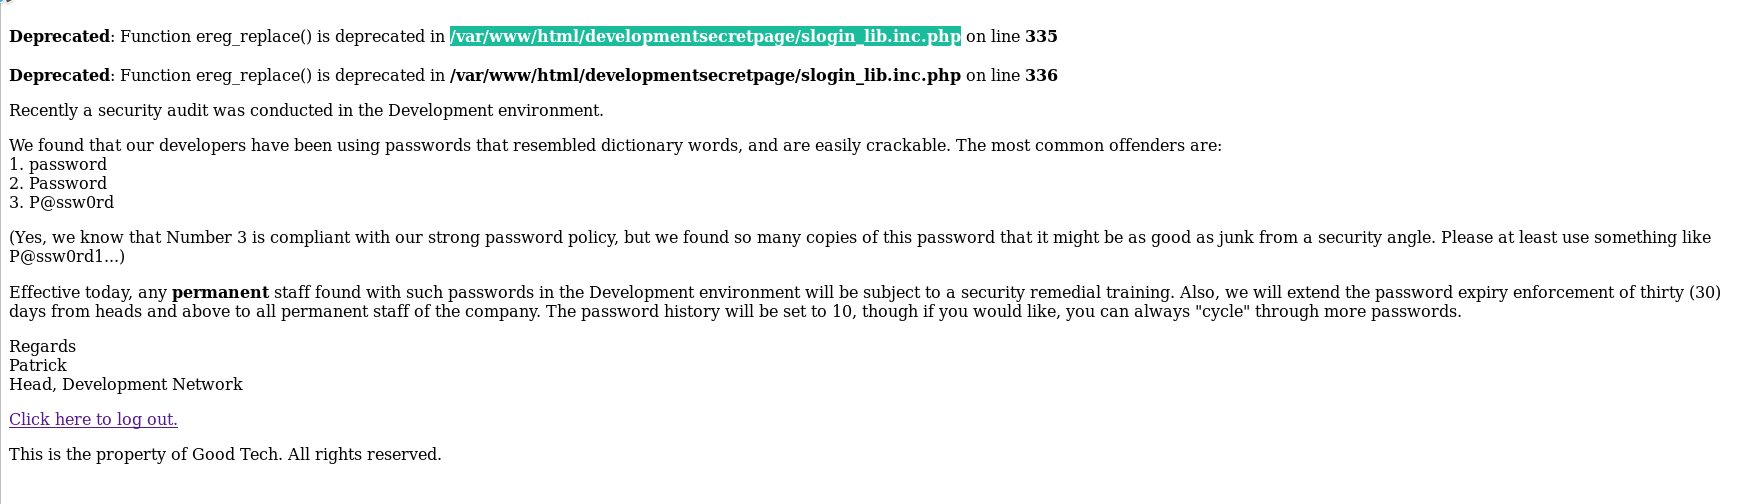 Deprecated: Function ereg_replace() is deprecated in /var/www/html/developmentsecretpage/slogin_lib.inc.php on line 335
Deprecated: Function ereg_replace() is deprecated in /var/www/html/developmentsecretpage/slogin_lib.inc.php on line 336
Recently a security audit was conducted in the Development environment.
We found that our developers have been using passwords that resembled dictionary words, and are easily crackable. The most common offenders are:
1. password
2. Password
3. P@ssw0rd
(Yes, we know that Number 3 is compliant with our strong password policy, but we found so many copies of this password that it might be as good as junk from a security angle. Please at least use something like
P@ssw0rd1...)
Effective today, any permanent staff found with such passwords in the Development environment will be subject to a security remedial training. Also, we will extend the password expiry enforcement of thirty (30)
days from heads and above to all permanent staff of the company. The password history will be set to 10, though if you would like, you can always "cycle" through more passwords.
Regards
Patrick
Head, Development Network
Click here to log out.
This is the property of Good Tech. All rights reserved.